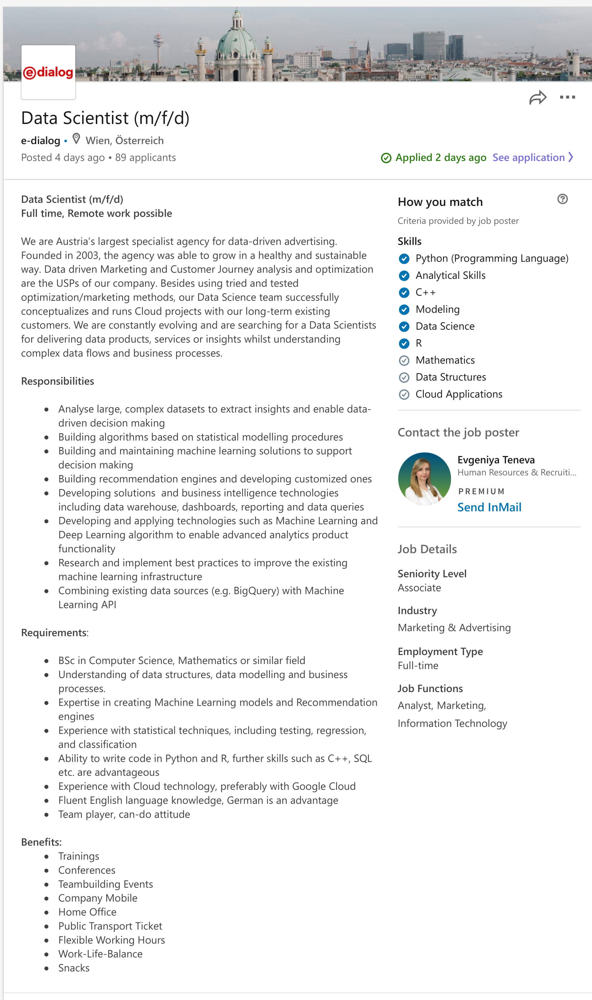 edialog
Data Scientist (m/f/d)
e-dialog • Wien, Österreich
Posted 4 days ago • 89 applicants
Applied 2 days ago See application
Data Scientist (m/f/d)
Full time, Remote work possible
We are Austria’s largest specialist agency for data-driven advertising.
Founded in 2003, the agency was able to grow in a healthy and sustainable
way. Data driven Marketing and Customer Journey analysis and optimization
are the USPs of our company. Besides using tried and tested
optimization/marketing methods, our Data Science team successfully
conceptualizes and runs Cloud projects with our long-term existing
customers. We are constantly evolving and are searching for a Data Scientists
for delivering data products, services or insights whilst understanding
complex data flows and business processes.
Responsibilities
• Analyse large, complex datasets to extract insights and enable data-
driven decision making
• Building algorithms based on statistical modelling procedures
• Building and maintaining machine learning solutions to support
decision making
• Building recommendation engines and developing customized ones
• Developing solutions  and business intelligence technologies
including data warehouse, dashboards, reporting and data queries
• Developing and applying technologies such as Machine Learning and
Deep Learning algorithm to enable advanced analytics product
functionality
• Research and implement best practices to improve the existing
machine learning infrastructure
• Combining existing data sources (e.g. BigQuery) with Machine
Learning API
Requirements:
• BSc in Computer Science, Mathematics or similar field
• Understanding of data structures, data modelling and business
processes.
• Expertise in creating Machine Learning models and Recommendation
engines
• Experience with statistical techniques, including testing, regression,
and classification
• Ability to write code in Python and R, further skills such as C++, SQL
etc. are advantageous
• Experience with Cloud technology, preferably with Google Cloud
• Fluent English language knowledge, German is an advantage
• Team player, can-do attitude
Benefits:
• Trainings
• Conferences
• Teambuilding Events
• Company Mobile
• Home Office
• Public Transport Ticket
• Flexible Working Hours
• Work-Life-Balance
• Snacks
How you match
Criteria provided by job poster
Skills
Python (Programming Language)
Analytical Skills
C++
Modeling
Data Science
R
Mathematics
Data Structures
Cloud Applications
Contact the job poster
Evgeniya Teneva
Human Resources & Recruiti...
PREMIUM
Send InMail
Job Details
Seniority Level
Associate
Industry
Marketing & Advertising
Employment Type
Full-time
Job Functions
Analyst, Marketing,
Information Technology